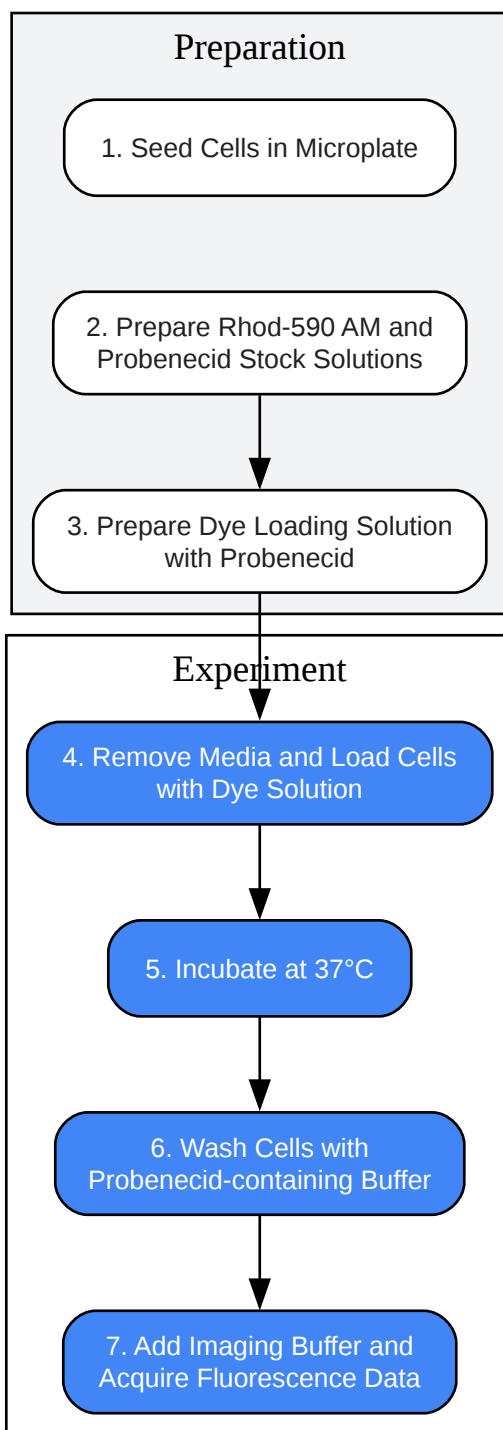 Preparation
1. Seed Cells in Microplate
2. Prepare Rhod-590 AM and
Probenecid Stock Solutions
3. Prepare Dye Loading Solution
with Probenecid
Experiment
4. Remove Media and Load Cells
with Dye Solution
5. Incubate at 37°C
6. Wash Cells with
Probenecid-containing Buffer
7. Add Imaging Buffer and
Acquire Fluorescence Data